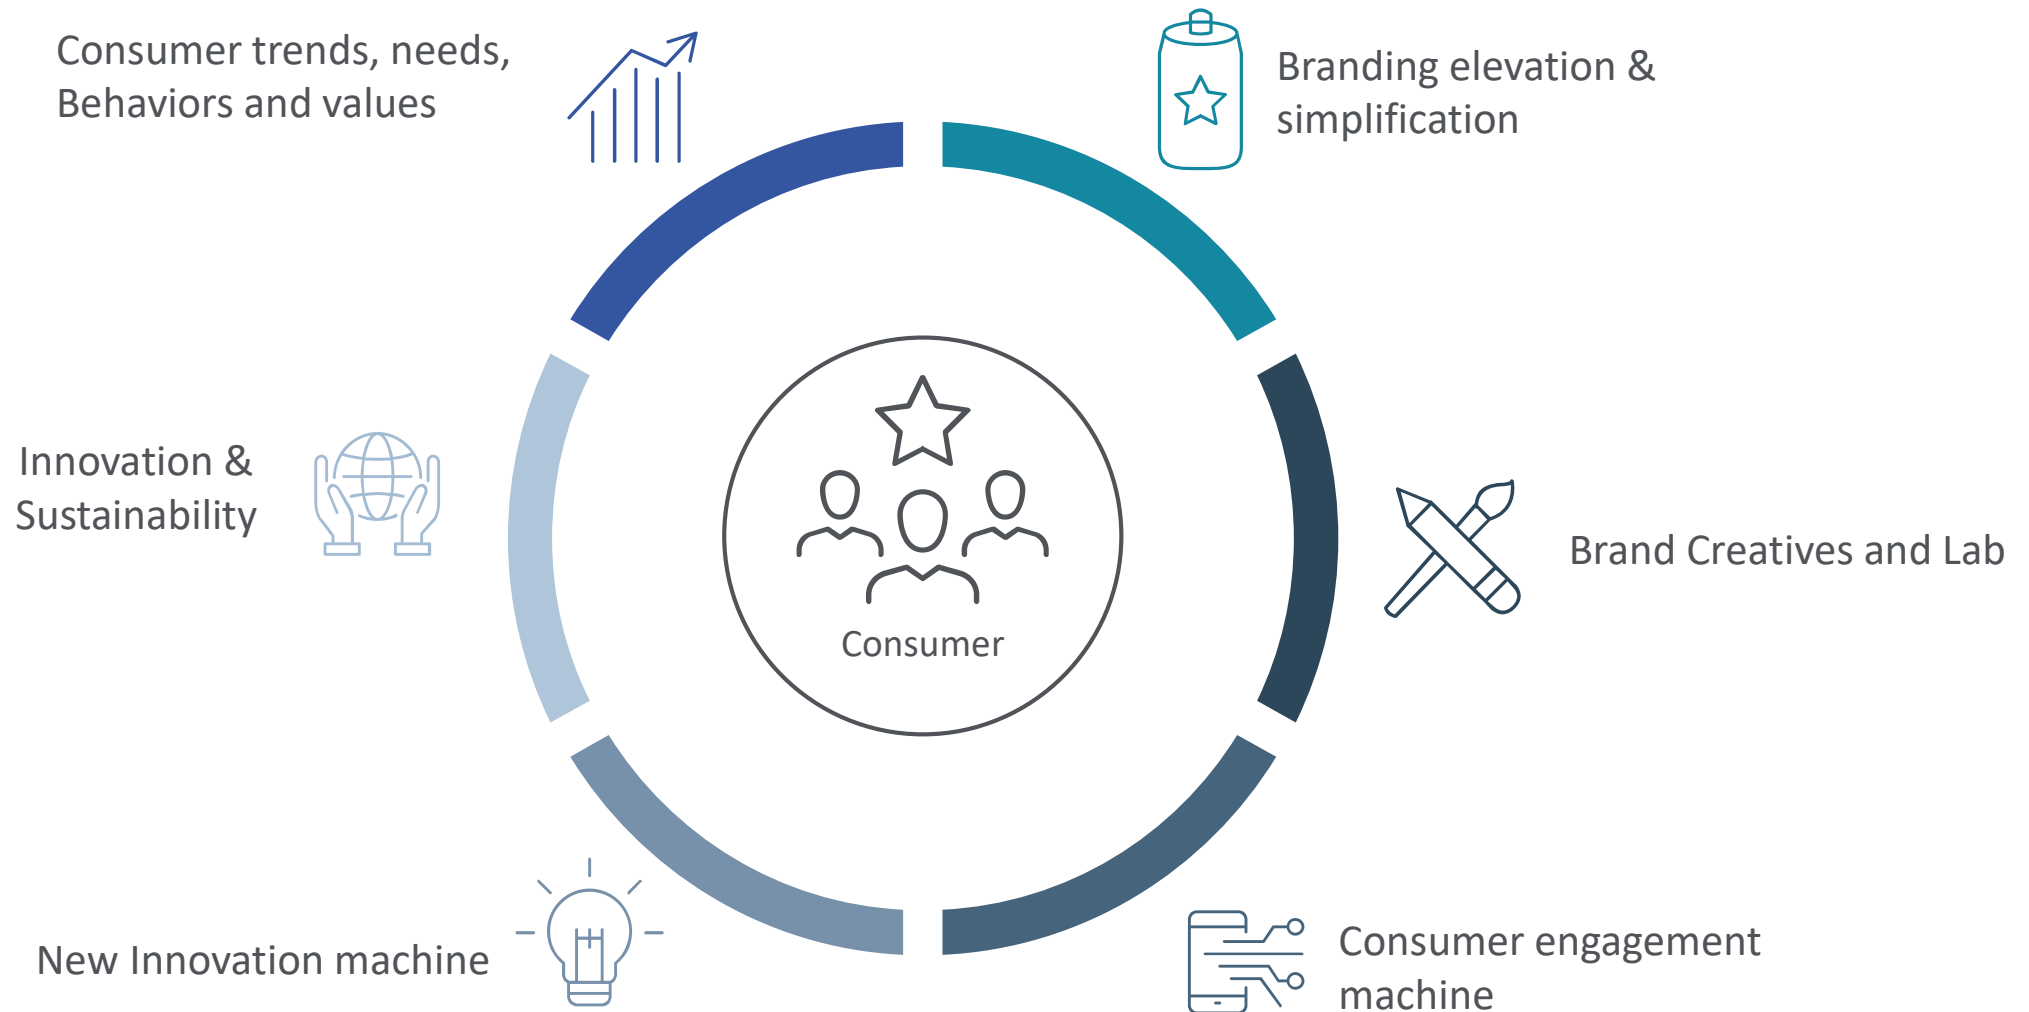 Consumer trends, needs,
Behaviors and values
Branding elevation &
simplification
Innovation &
Sustainability
Consumer
Brand Creatives and Lab
New Innovation machine
Consumer engagement
machine